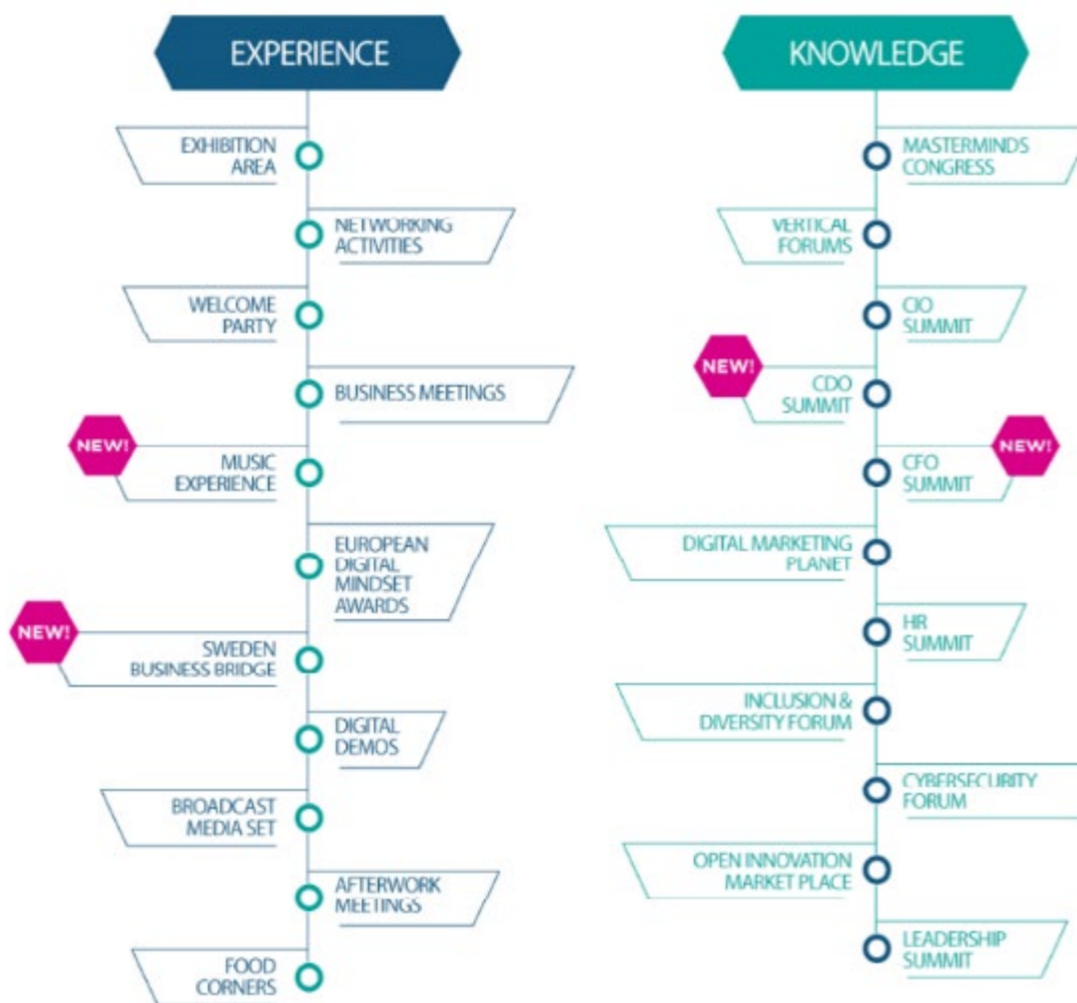 EXPERIENCE
EXHIBITION
AREA
NETWORKING
ACTIVITIES
WELCOME
PARTY
BUSINESS MEETINGS
NEW!
MUSIC
EXPERIENCE
EUROPEAN
DIGITAL
MINDSET
AWARDS
NEW!
SWEDEN
BUSINESS BRIDGE
DIGITAL
DEMOS
BROADCAST
MEDIA SET
AFTERWORK
MEETINGS
FOOD
CORNERS
KNOWLEDGE
MASTERMINDS
CONGRESS
VERTICAL
FORUMS
CIO
SUMMIT
NEW!
CDO
SUMMIT
NEW!
CFO
SUMMIT
DIGITAL MARKETING
PLANET
HR
SUMMIT
INCLUSION &
DIVERSITY FORUM
CYBERSECURITY
FORUM
OPEN INNOVATION
MARKET PLACE
LEADERSHIP
SUMMIT